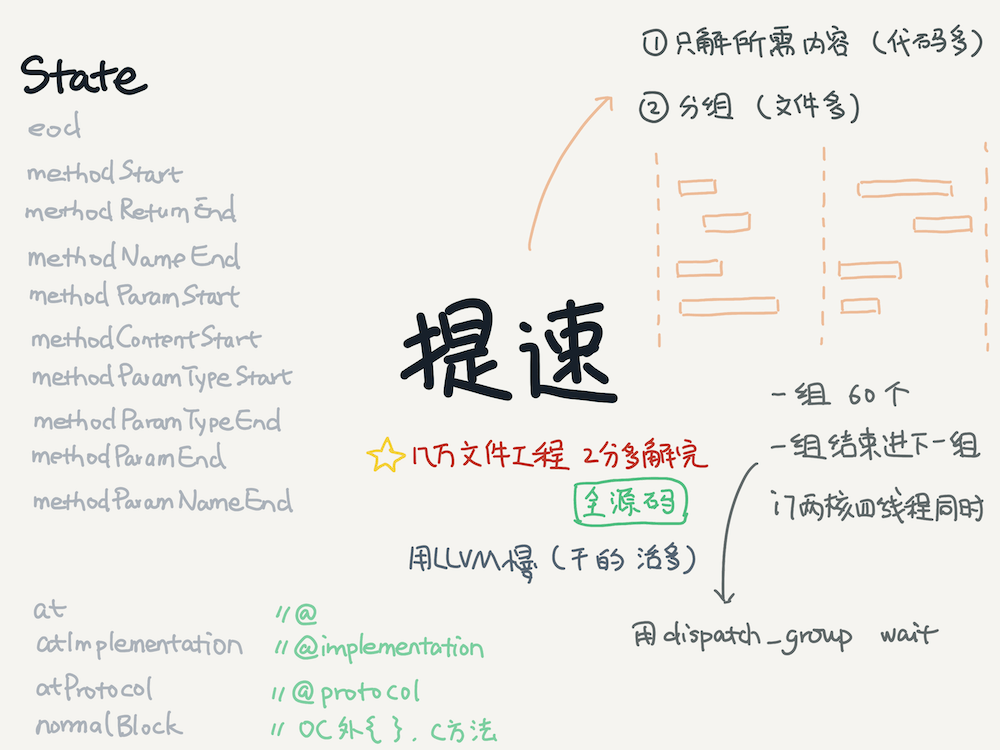 State
eod
methodStart
methodReturnEnd
methodNameEnd
methodParamStart
methodContentStart
methodParamTypeStart
methodParamTypeEnd
methodParamEnd
methodParamNameEnd
at //@
atImplementation //@implementation
atProtocol //@protocol
normalBlock // OC外{}. C方法
提速
几万文件工程 2分多解完
全源码
用LLVM慢 (干的活多)
① 只解所需内容 (代码多)
② 分组 (文件多)
一组 60个
一组结束进下一组
i7两核四线程同时
用dispatch_group wait